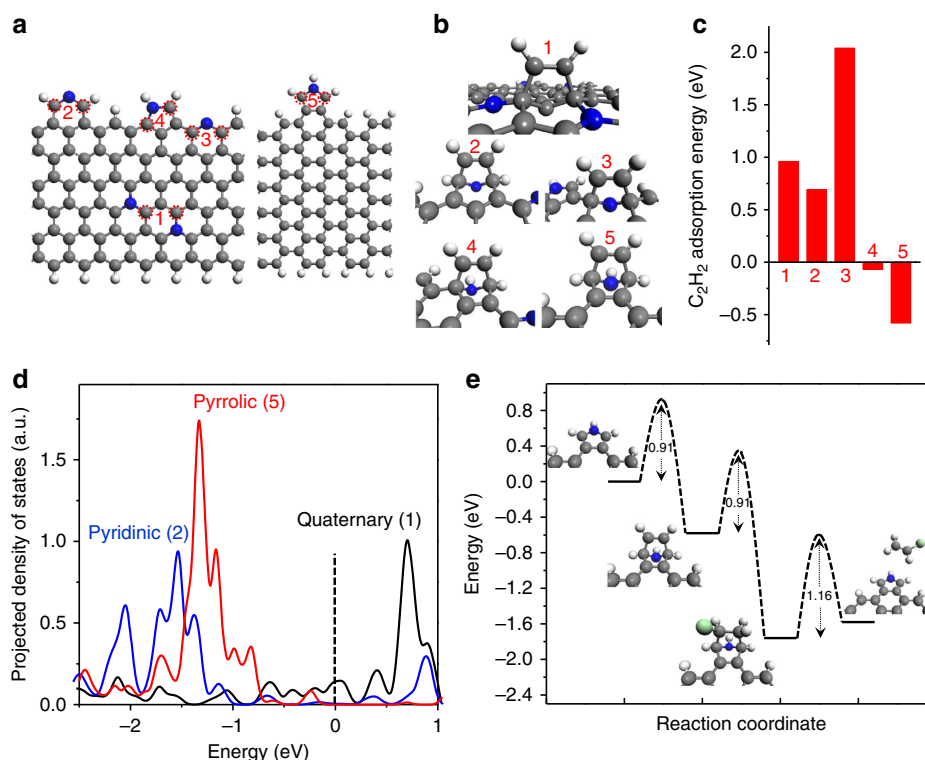 a
2
4
3
1
5
b
1
2
3
4
5
c
C2H2 adsorption energy (eV)
2.0
1.5
1.0
0.5
0.0
−0.5
1 2 3 4 5
d
Projected density of states (a.u.)
1.5
1.0
0.5
0.0
Pyrrolic (5)
Pyridinic (2)
Quaternary (1)
−2 −1 0 1
Energy (eV)
e
Energy (eV)
0.8
0.4
0.0
−0.4
−0.6
−1.2
−1.6
−2.0
−2.4
0.91
0.91
1.16
Reaction coordinate